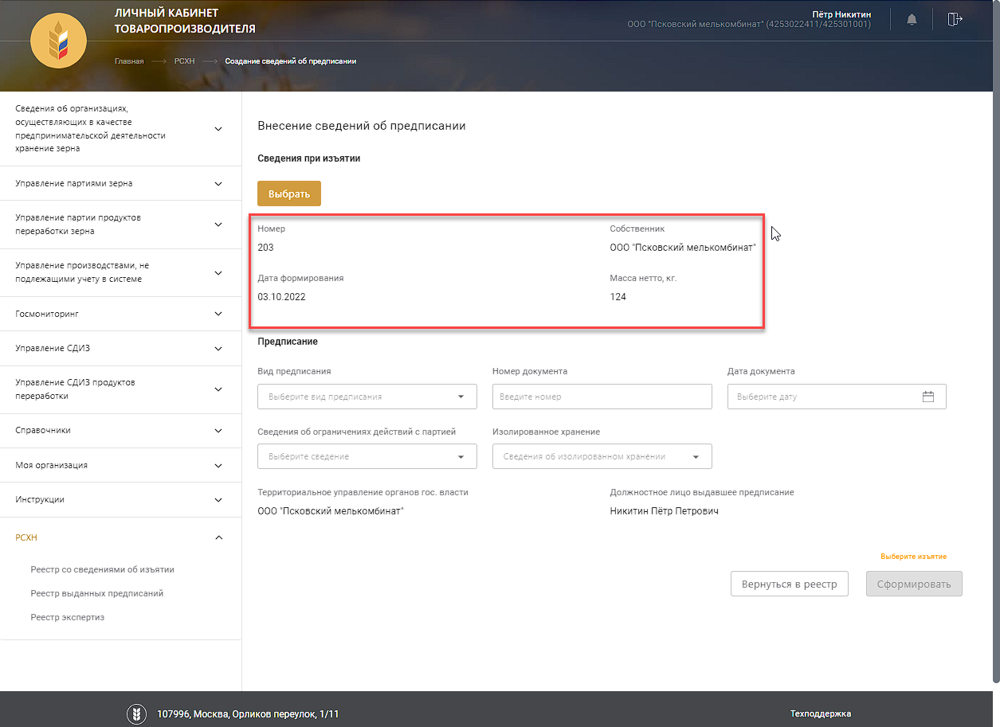 ЛИЧНЫЙ КАБИНЕТ
ТОВАРОПРОИЗВОДИТЕЛЯ
Пётр Никитин
ООО "Псковский мелькомбинат" (4253022411/425301001)
Главная РСХН Создание сведений об предписании
Сведения об организациях,
осуществляющих в качестве
предпринимательской деятельности
хранение зерна
Управление партиями зерна
Управление партии продуктов
переработки зерна
Управление производствами, не
подлежащими учету в системе
Госмониторинг
Управление СДИЗ
Управление СДИЗ продуктов
переработки
Справочники
Моя организация
Инструкции
РСХН
Реестр со сведениями об изъятии
Реестр выданных предписаний
Реестр экспертиз
Внесение сведений об предписании
Сведения при изъятии
Выбрать
Номер Собственник
203 ООО "Псковский мелькомбинат"
Дата формирования Масса нетто, кг.
03.10.2022 124
Предписание
Вид предписания Номер документа Дата документа
Выберите вид предписания Введите номер Выберите дату
Сведения об ограничениях действий с партией Изолированное хранение
Выберите сведение Сведения об изолированном хранении
Территориальное управление органов гос. власти Должностное лицо выдавшее предписание
ООО "Псковский мелькомбинат" Никитин Пётр Петрович
Выберите изъятие
Вернуться в реестр Сформировать
107996, Москва, Орликов переулок, 1/11 Техподдержка